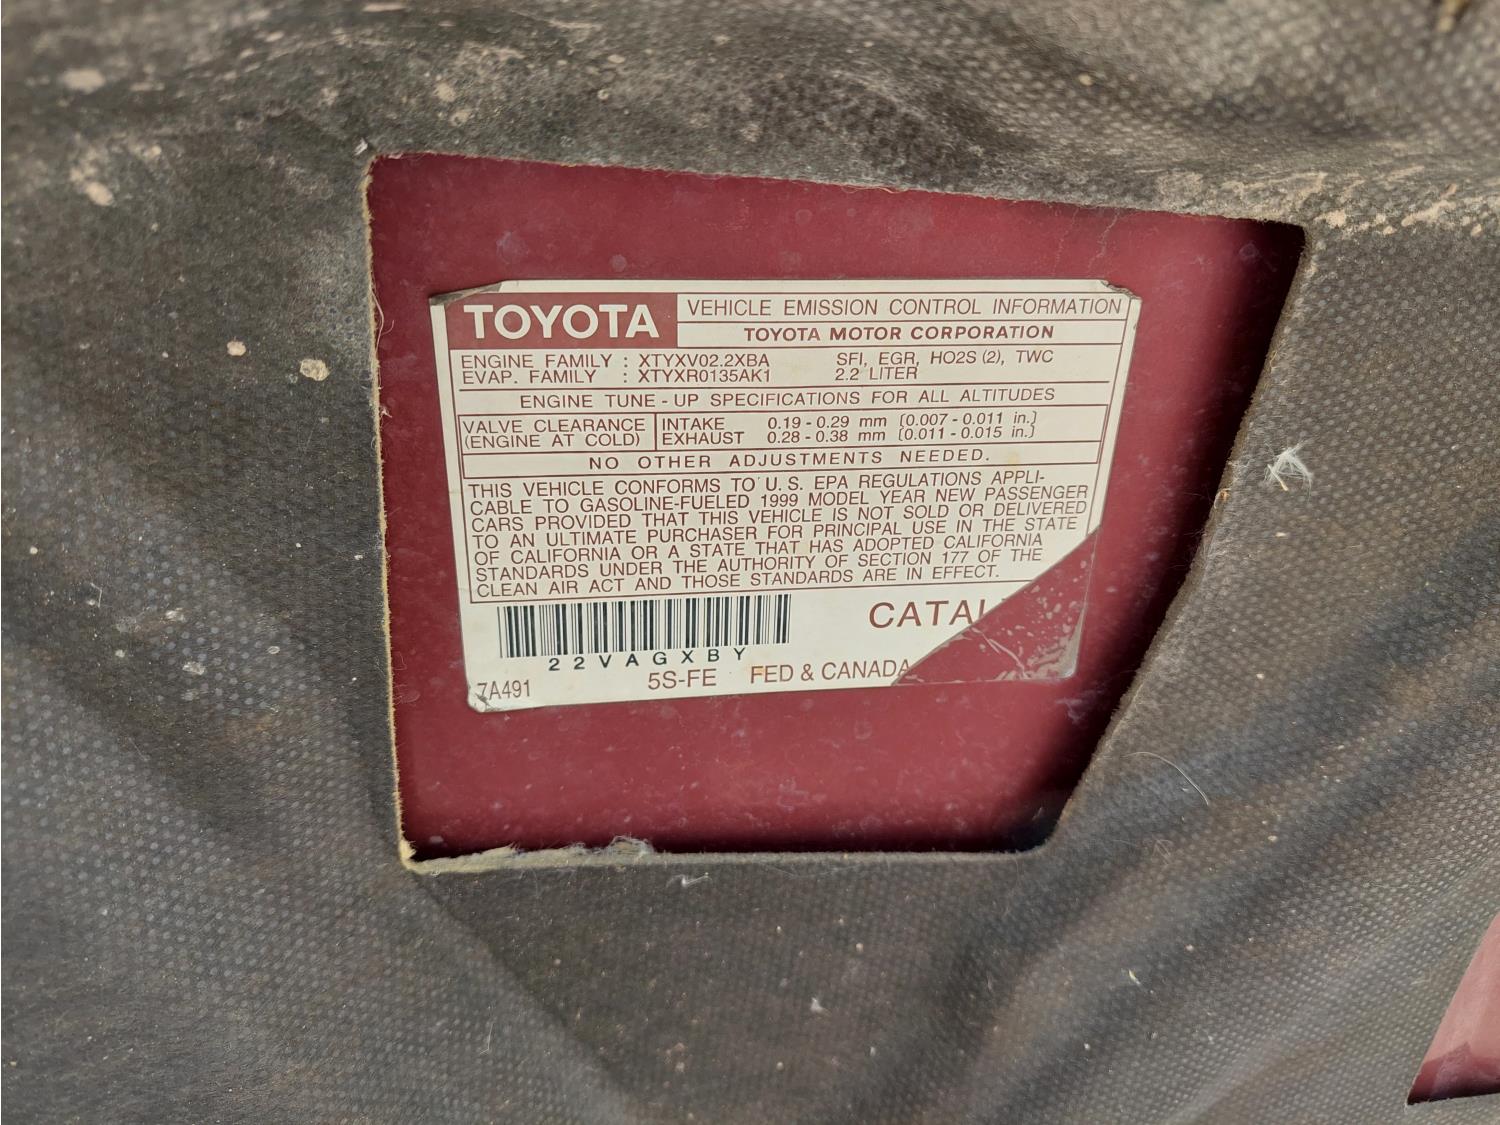 TOYOTA VEHICLE EMISSION CONTROL INFORMATION
TOYOTA MOTOR CORPORATION
ENGINE FAMILY : XTYXV02.2XBA SFI, EGR, HO2S (2), TWC
EVAP. FAMILY : XTYXR0135AK1 2.2 LITER
ENGINE TUNE - UP SPECIFICATIONS FOR ALL ALTITUDES
VALVE CLEARANCE INTAKE 0.19 - 0.29 mm (0.007 - 0.011 in.)
(ENGINE AT COLD) EXHAUST 0.28 - 0.38 mm (0.011 - 0.015 in.)
NO OTHER ADJUSTMENTS NEEDED.
THIS VEHICLE CONFORMS TO U.S. EPA REGULATIONS APPLI-
CABLE TO GASOLINE-FUELED 1999 MODEL YEAR NEW PASSENGER
CARS PROVIDED THAT THIS VEHICLE IS NOT SOLD OR DELIVERED
TO AN ULTIMATE PURCHASER FOR PRINCIPAL USE IN THE STATE
OF CALIFORNIA OR A STATE THAT HAS ADOPTED CALIFORNIA
STANDARDS UNDER THE AUTHORITY OF SECTION 177 OF THE
CLEAN AIR ACT AND THOSE STANDARDS ARE IN EFFECT.
CATAL
22VAGXBY
7A491 5S-FE FED & CANADA